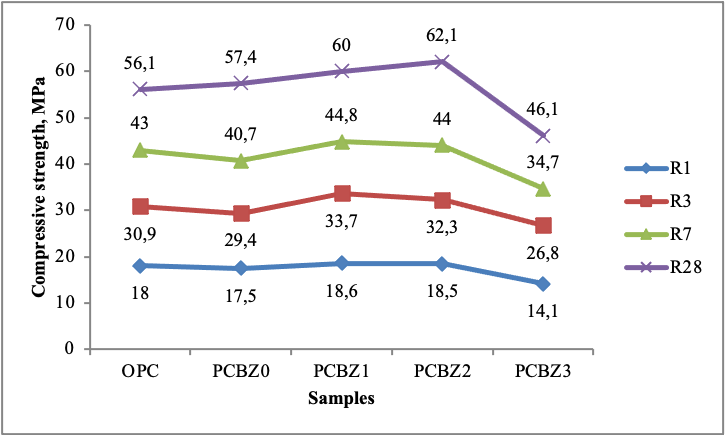 70
60
50
40
30
20
10
0
Compressive strength, MPa
56,1
57,4
60
62,1
46,1
43
40,7
44,8
44
34,7
30,9
29,4
33,7
32,3
26,8
18
17,5
18,6
18,5
14,1
OPC
PCBZ0
PCBZ1
PCBZ2
PCBZ3
Samples
R1
R3
R7
R28